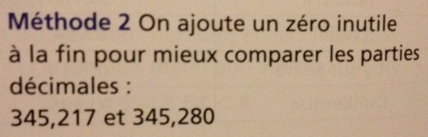 Méthode 2 On ajoute un zéro inutile
à la fin pour mieux comparer les parties
décimales :
345,217 et 345,280